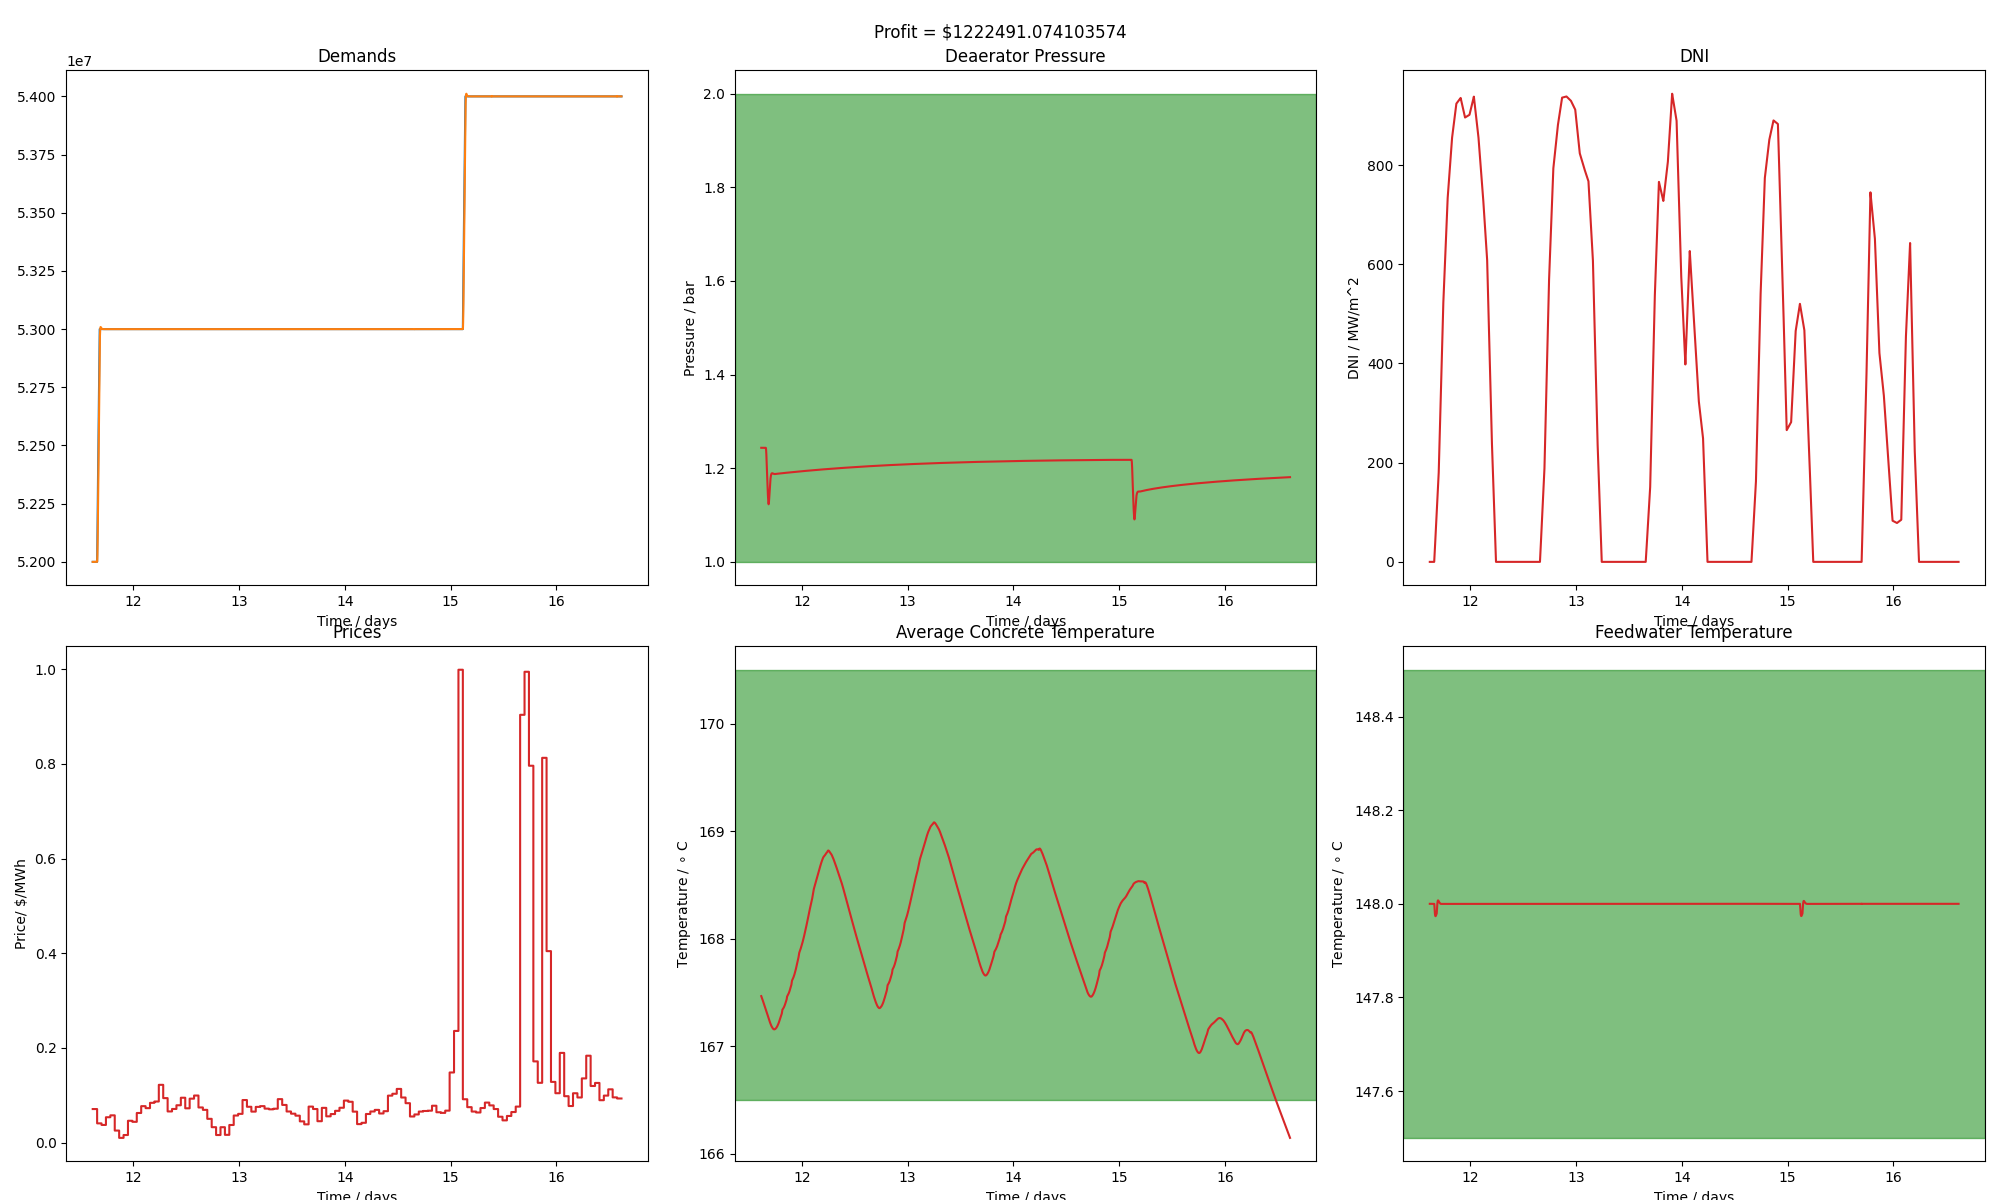 Profit = $1222491.074103574
Demands
1e7
5.400
5.375
5.350
5.325
5.300
5.275
5.250
5.225
5.200
12 13 14 15 16
Time / days
Deaerator Pressure
Pressure / bar
2.0
1.8
1.6
1.4
1.2
1.0
12 13 14 15 16
Time / days
DNI
DNI / MW/m^2
800
600
400
200
0
12 13 14 15 16
Time / days
Prices
Price/ $/MWh
1.0
0.8
0.6
0.4
0.2
0.0
12 13 14 15 16
Time / days
Average Concrete Temperature
Temperature / ∘ C
170
169
168
167
166
12 13 14 15 16
Time / days
Feedwater Temperature
Temperature / ∘ C
148.4
148.2
148.0
147.8
147.6
12 13 14 15 16
Time / days